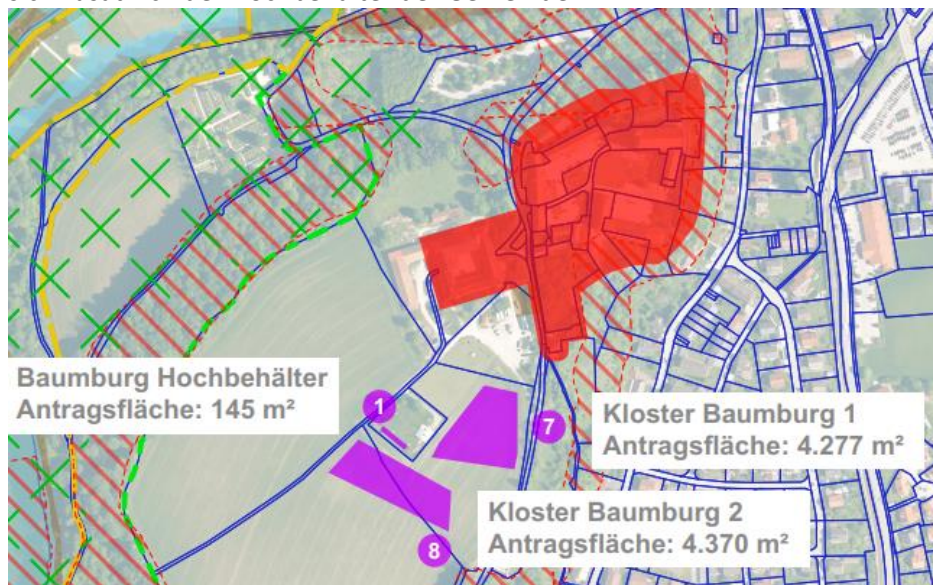 Baumburg Hochbehälter
Antragsfläche: 145 m²
1
7
Kloster Baumburg 1
Antragsfläche: 4.277 m²
Kloster Baumburg 2
Antragsfläche: 4.370 m²
8